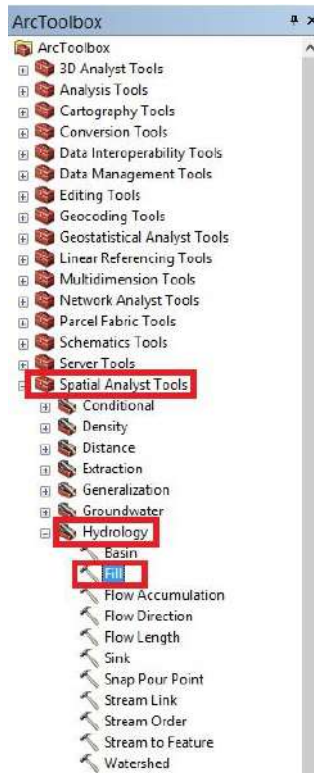 ArcToolbox
ArcToolbox
3D Analyst Tools
Analysis Tools
Cartography Tools
Conversion Tools
Data Interoperability Tools
Data Management Tools
Editing Tools
Geocoding Tools
Geostatistical Analyst Tools
Linear Referencing Tools
Multidimension Tools
Network Analyst Tools
Parcel Fabric Tools
Schematics Tools
Server Tools
Spatial Analyst Tools
Conditional
Density
Distance
Extraction
Generalization
Groundwater
Hydrology
Basin
Fill
Flow Accumulation
Flow Direction
Flow Length
Sink
Snap Pour Point
Stream Link
Stream Order
Stream to Feature
Watershed